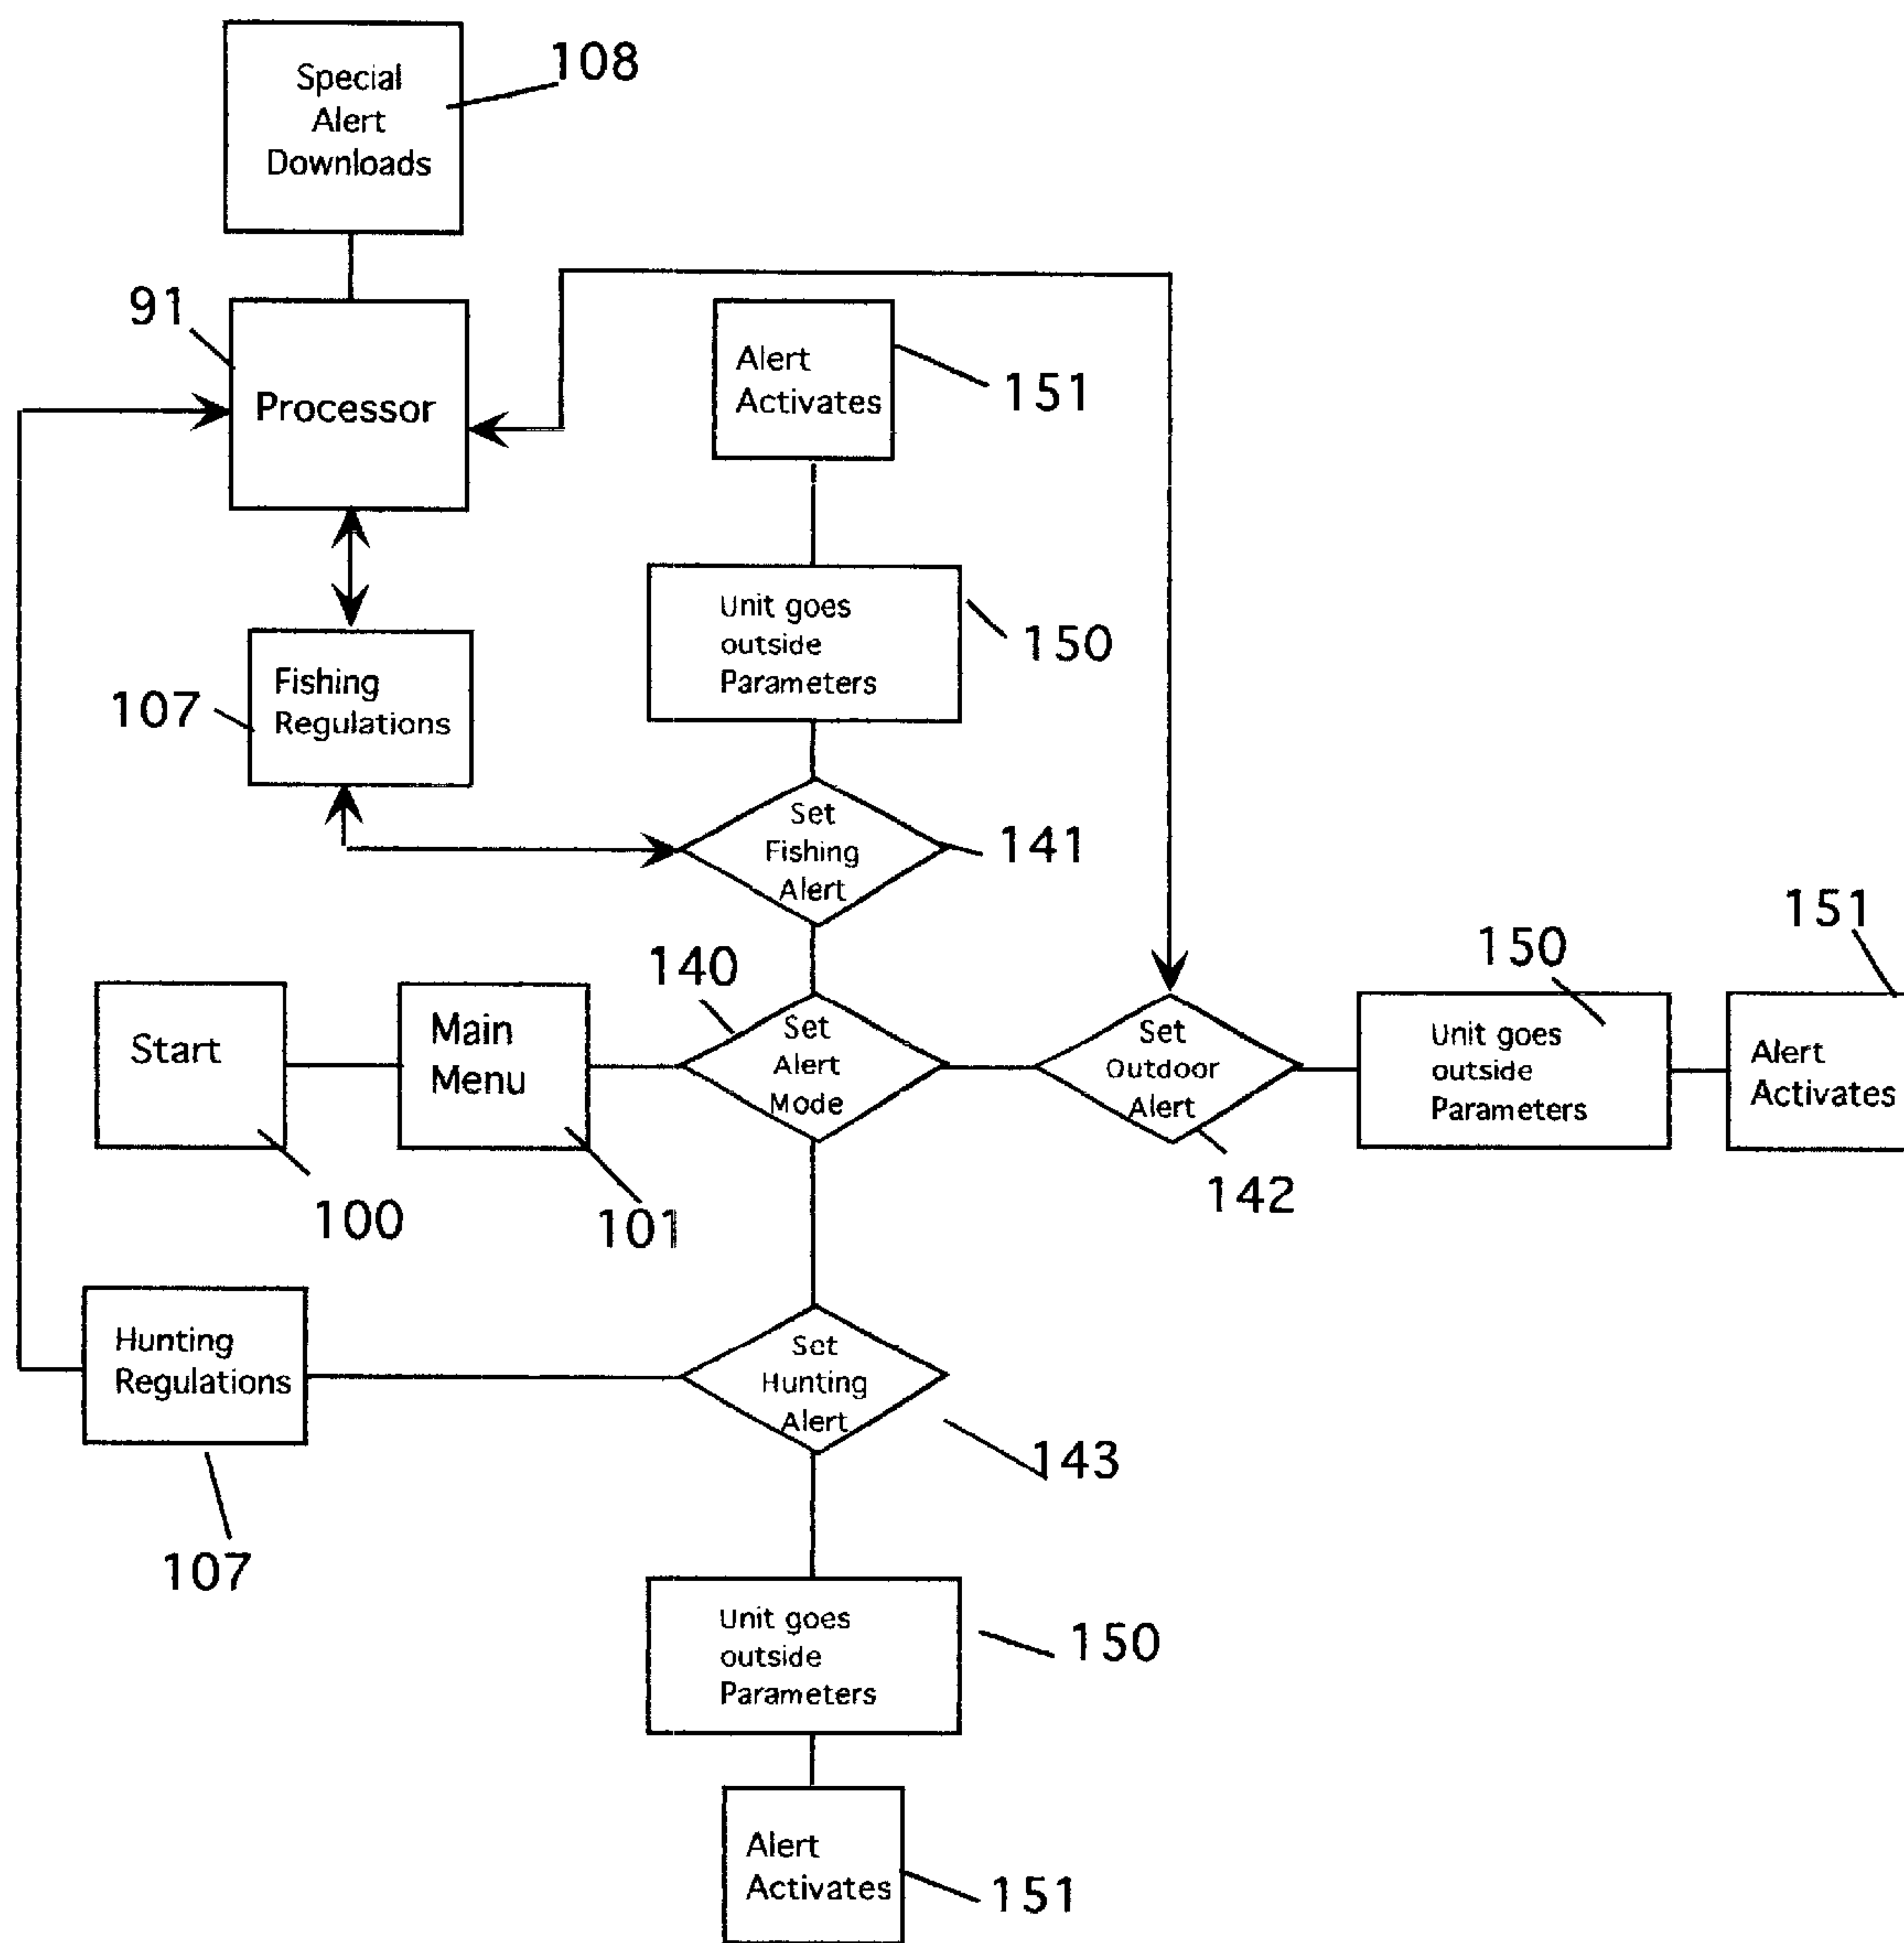 Special
Alert
Downloads
108
91
Processor
Alert
Activates
151
Unit goes
outside
Parameters
150
107
Fishing
Regulations
Set
Fishing
Alert
141
140
Start
100
Main
Menu
101
Set
Alert
Mode
Set
Outdoor
Alert
142
150
Unit goes
outside
Parameters
151
Alert
Activates
Hunting
Regulations
107
Set
Hunting
Alert
143
Unit goes
outside
Parameters
150
Alert
Activates
151